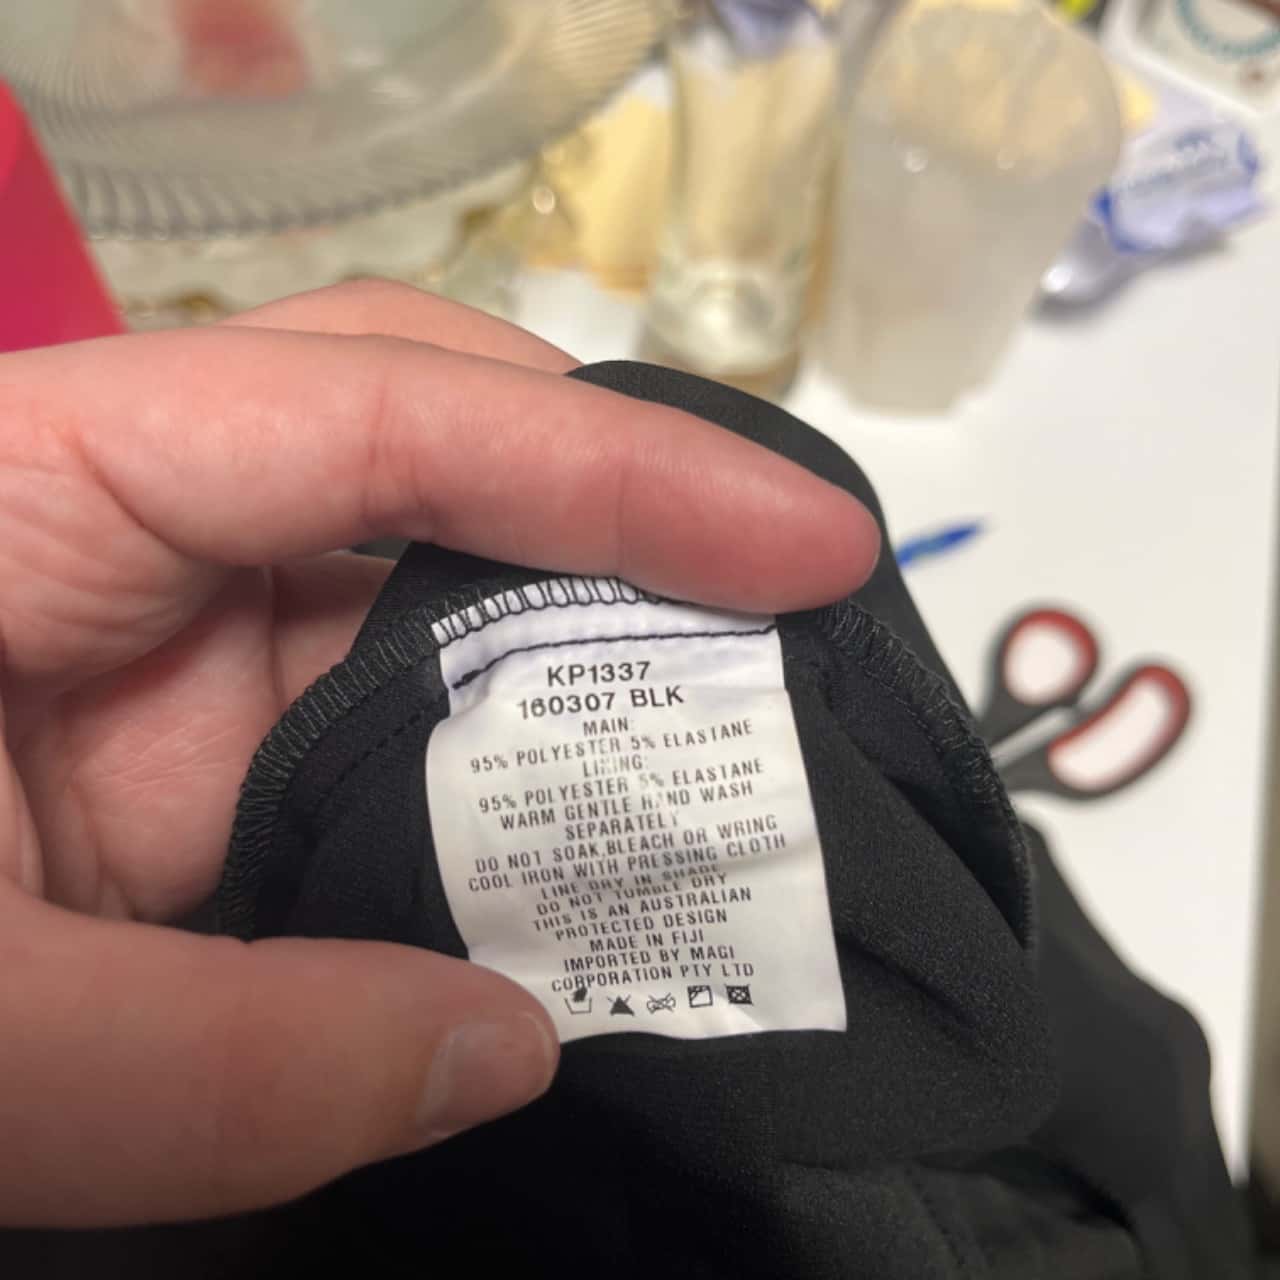 KP1337
160307 BLK
MAIN:
95% POLYESTER 5% ELASTANE
LINING:
95% POLYESTER 5% ELASTANE
WARM GENTLE HAND WASH
SEPARATELY
DO NOT SOAK,BLEACH OR WRING
COOL IRON WITH PRESSING CLOTH
LINE DRY IN SHADE
DO NOT TUMBLE DRY
THIS IS AN AUSTRALIAN
PROTECTED DESIGN
MADE IN FIJI
IMPORTED BY MAGI
CORPORATION PTY LTD